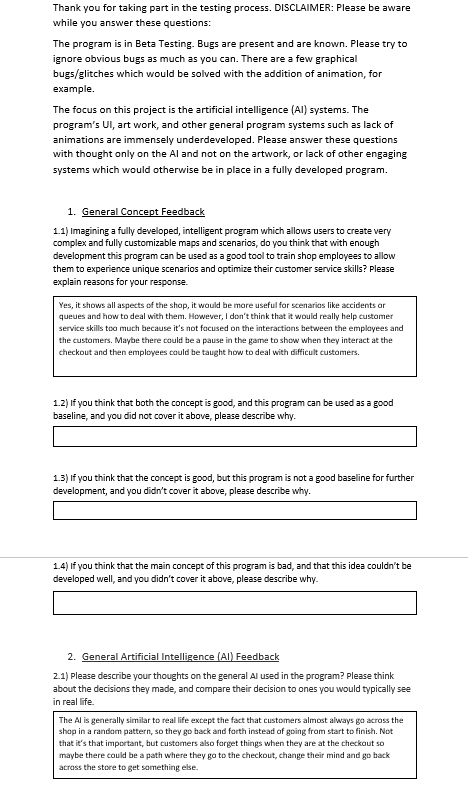 Thank you for taking part in the testing process. DISCLAIMER: Please be aware
while you answer these questions:
The program is in Beta Testing. Bugs are present and are known. Please try to
ignore obvious bugs as much as you can. There are a few graphical
bugs/glitches which would be solved with the addition of animation, for
example.
The focus on this project is the artificial intelligence (AI) systems. The
program's UI, art work, and other general program systems such as lack of
animations are immensely underdeveloped. Please answer these questions
with thought only on the AI and not on the artwork, or lack of other engaging
systems which would otherwise be in place in a fully developed program.
1. General Concept Feedback
1.1) Imagining a fully developed, intelligent program which allows users to create very
complex and fully customizable maps and scenarios, do you think that with enough
development this program can be used as a good tool to train shop employees to allow
them to experience unique scenarios and optimize their customer service skills? Please
explain reasons for your response.
Yes, it shows all aspects of the shop, it would be more useful for scenarios like accidents or
queues and how to deal with them. However, I don't think that it would really help customer
service skills too much because it's not focused on the interactions between the employees and
the customers. Maybe there could be a pause in the game to show when they interact at the
checkout and then employees could be taught how to deal with difficult customers.
1.2) If you think that both the concept is good, and this program can be used as a good
baseline, and you did not cover it above, please describe why.
1.3) If you think that the concept is good, but this program is not a good baseline for further
development, and you didn't cover it above, please describe why.
1.4) If you think that the main concept of this program is bad, and that this idea couldn't be
developed well, and you didn't cover it above, please describe why.
2. General Artificial Intelligence (AI) Feedback
2.1) Please describe your thoughts on the general AI used in the program? Please think
about the decisions they made, and compare their decision to ones you would typically see
in real life.
The AI is generally similar to real life except the fact that customers almost always go across the
shop in a random pattern, so they go back and forth instead of going from start to finish. Not
that it's that important, but customers also forget things when they are at the checkout so
maybe there could be a path where they go to the checkout, change their mind and go back
across the store to get something else.